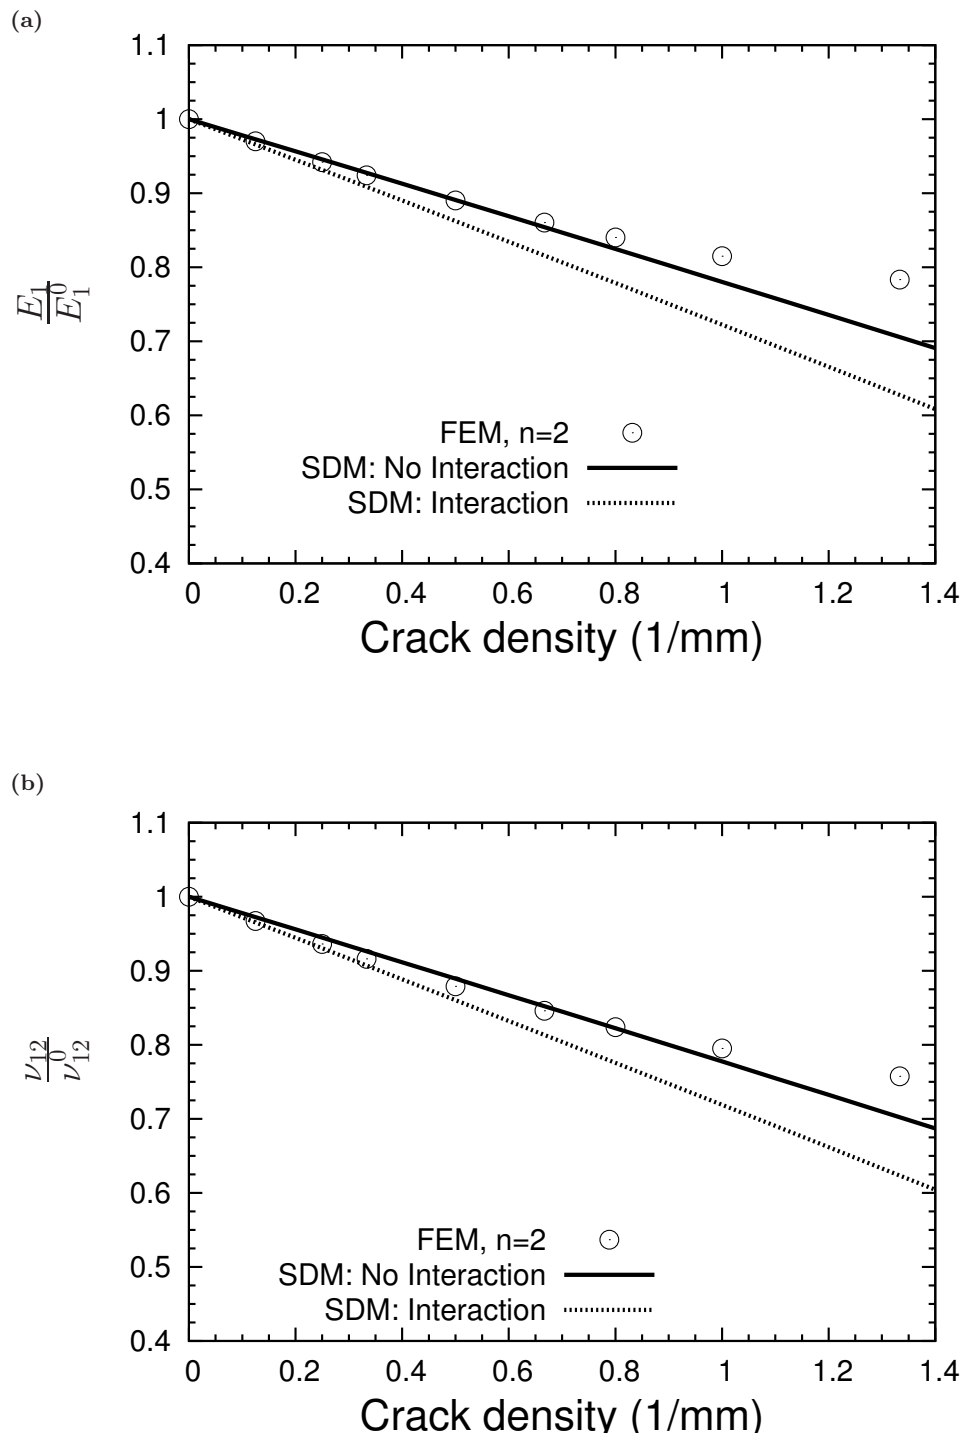 (a)
1.1
1
0.9
0.8
0.7
0.6
0.5
0.4
E₁/E₁⁰
FEM, n=2
SDM: No Interaction
SDM: Interaction
0 0.2 0.4 0.6 0.8 1 1.2 1.4
Crack density (1/mm)
(b)
1.1
1
0.9
0.8
0.7
0.6
0.5
0.4
ν₁₂/ν₁₂⁰
FEM, n=2
SDM: No Interaction
SDM: Interaction
0 0.2 0.4 0.6 0.8 1 1.2 1.4
Crack density (1/mm)